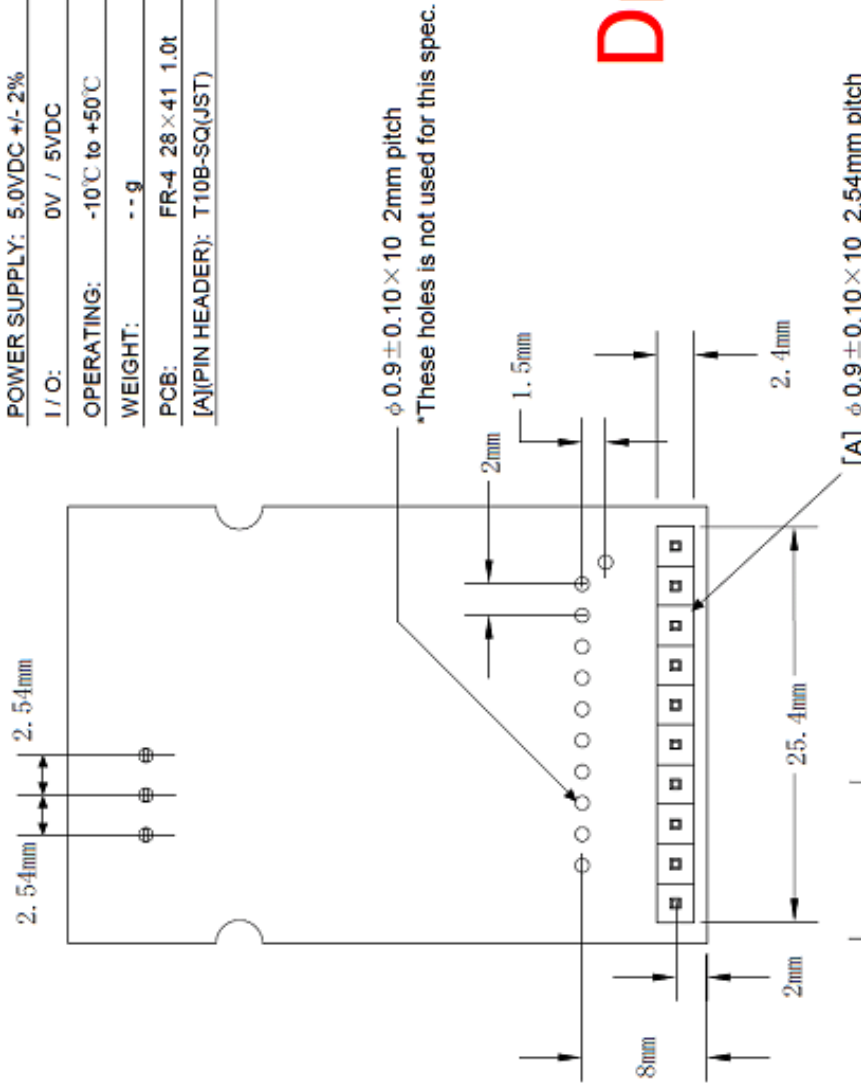 POWER SUPPLY: 5.0VDC +/- 2%
I / O: 0V / 5VDC
OPERATING: -10℃ to +50℃
WEIGHT: - - g
PCB: FR-4 28×41 1.0t
[A](PIN HEADER): T10B-SQ(JST)
2.54mm
2.54mm
ϕ0.9±0.10×10 2mm pitch
*These holes is not used for this spec.
2mm
1.5mm
2.4mm
25.4mm
2mm
8mm
[A] ϕ0.9±0.10×10 2.54mm pitch